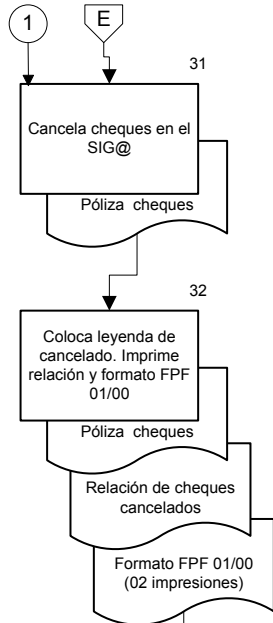 1
E
31
Cancela cheques en el
SIG@
Póliza cheques
32
Coloca leyenda de
cancelado. Imprime
relación y formato FPF
01/00
Póliza cheques
Relación de cheques
cancelados
Formato FPF 01/00
(02 impresiones)